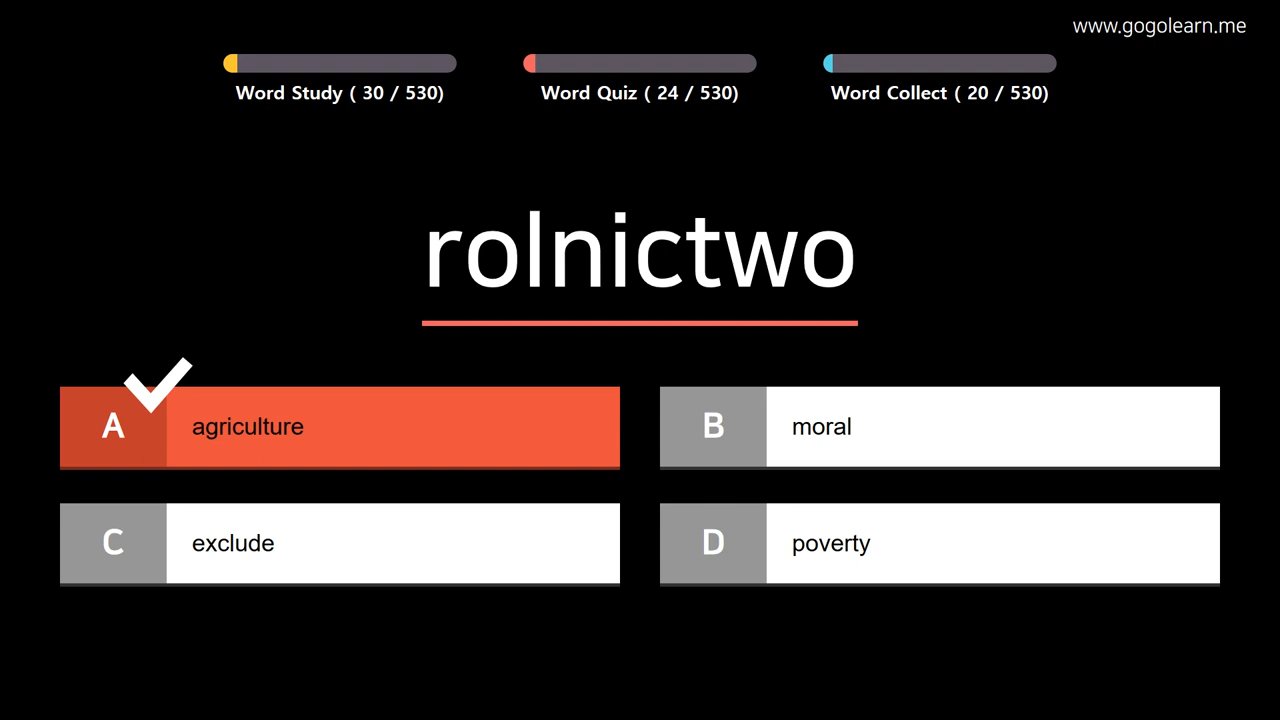 www.gogolearn.me
Word Study ( 30 / 530)
Word Quiz ( 24 / 530)
Word Collect ( 20 / 530)
rolnictwo
A agriculture
B moral
C exclude
D poverty